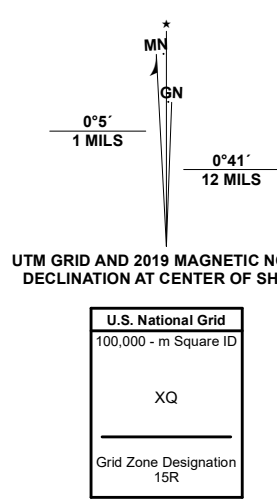 ★
MN
GN
0°5´
1 MILS
0°41´
12 MILS
UTM GRID AND 2019 MAGNETIC NO
DECLINATION AT CENTER OF SH
U.S. National Grid
100,000 - m Square ID
XQ
Grid Zone Designation
15R